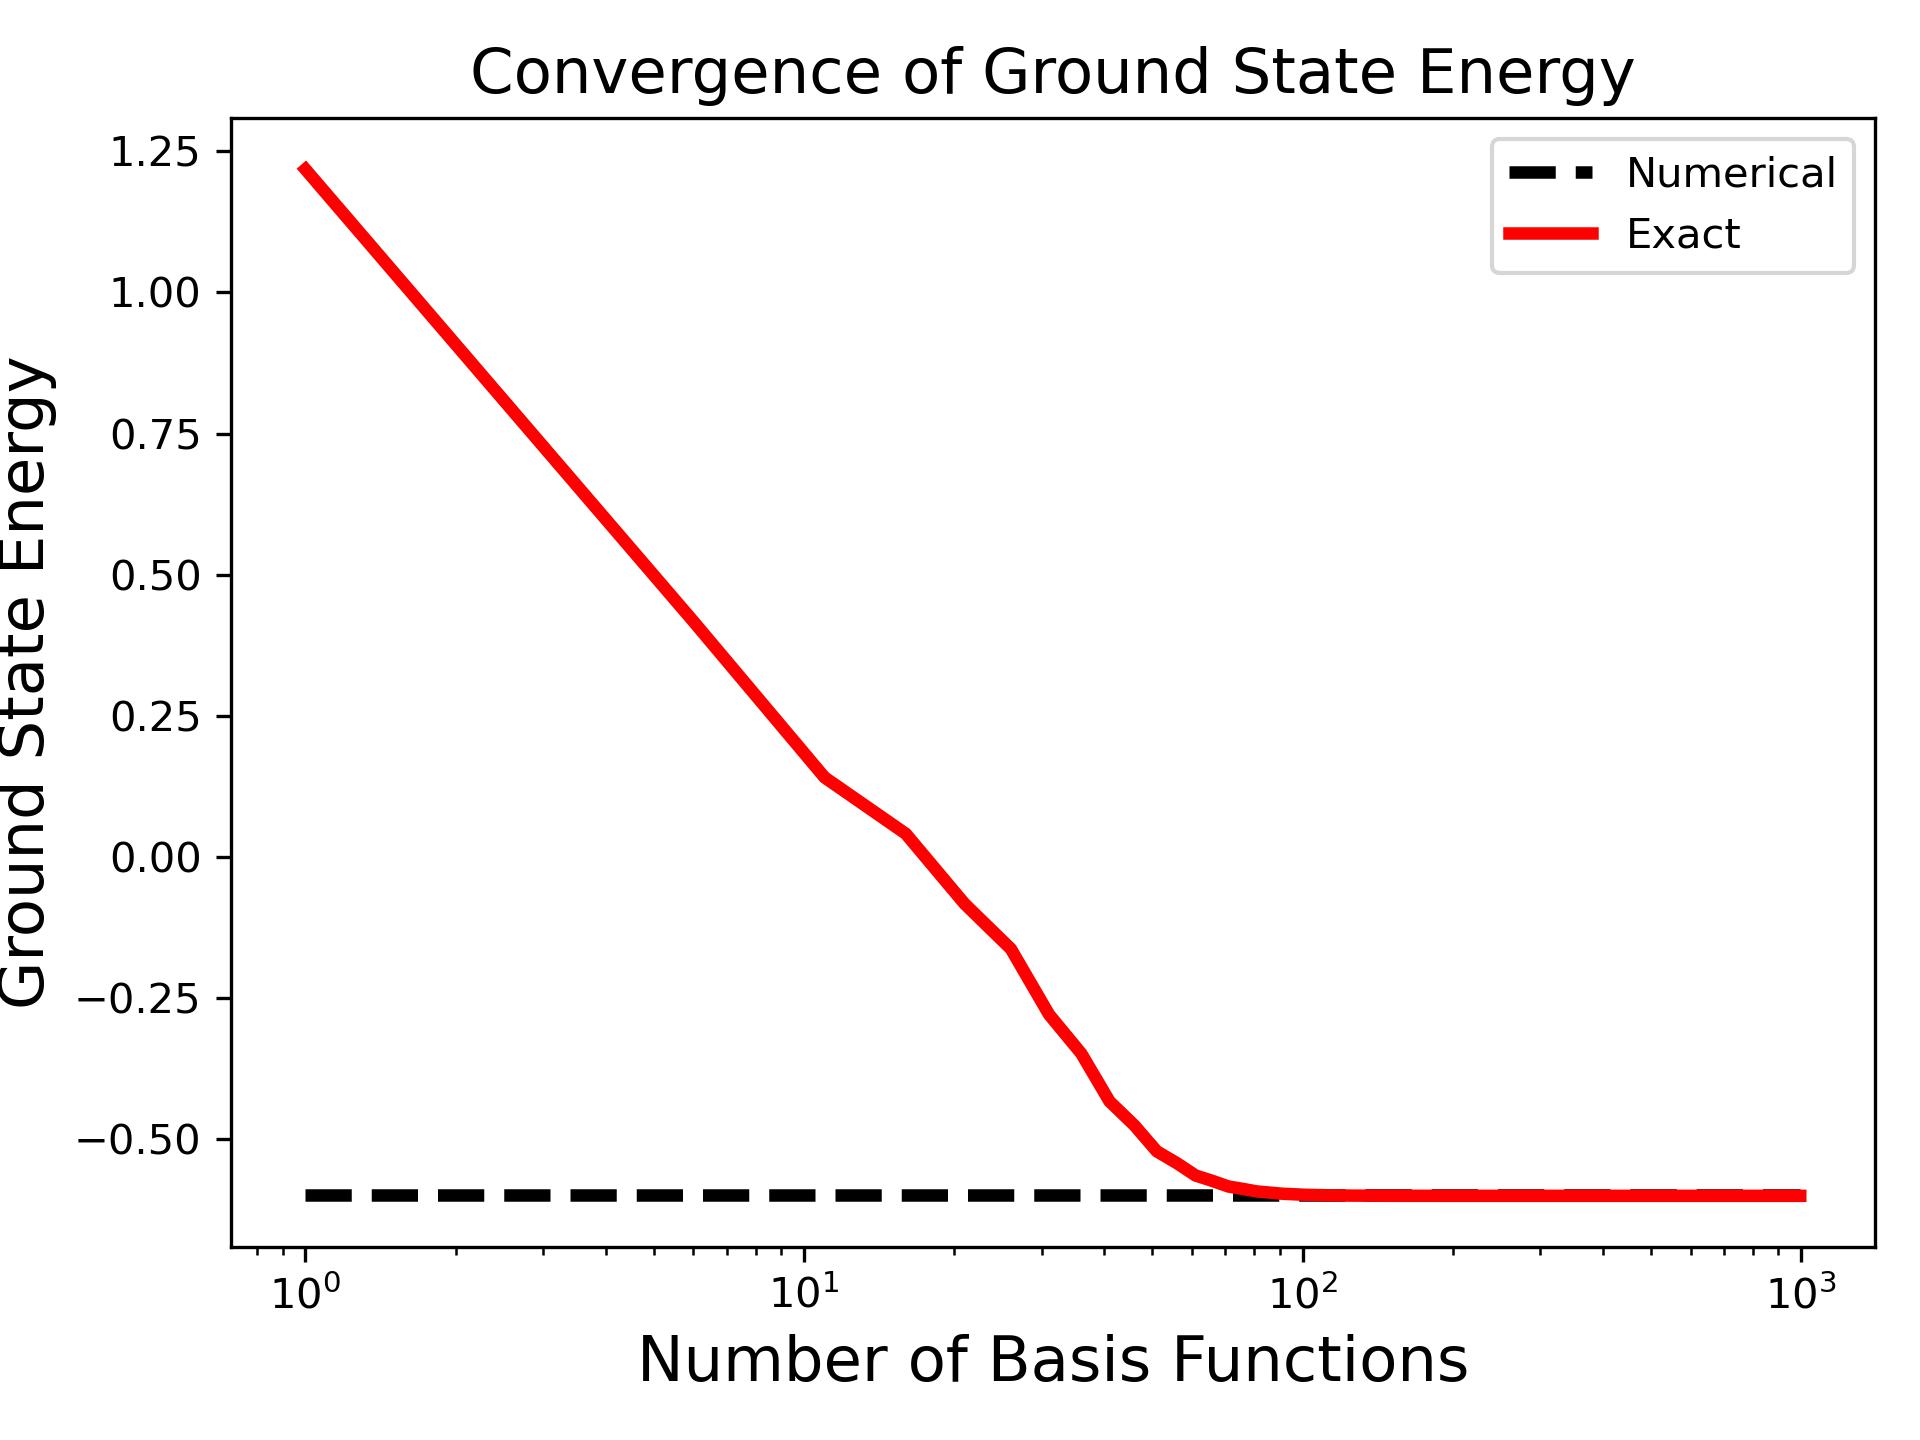 Convergence of Ground State Energy
Numerical
Exact
Ground State Energy
1.25
1.00
0.75
0.50
0.25
0.00
−0.25
−0.50
10⁰ 10¹ 10² 10³
Number of Basis Functions